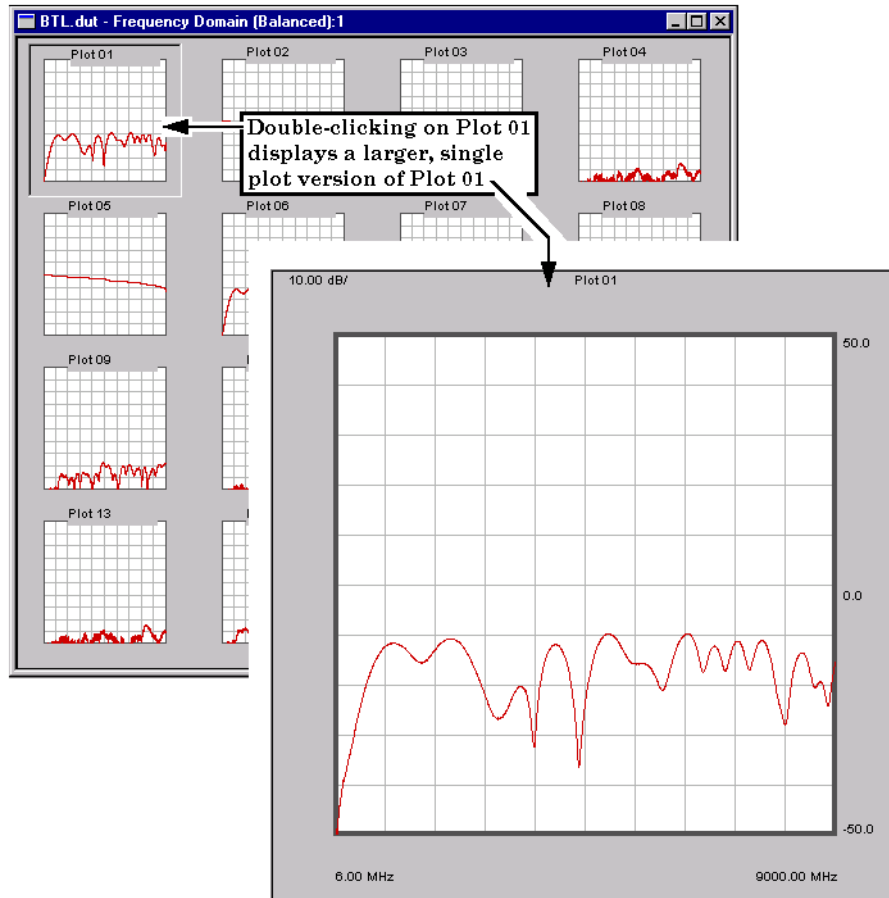 BTL.dut - Frequency Domain (Balanced):1
Plot 01
Plot 02
Plot 03
Plot 04
Double-clicking on Plot 01
displays a larger, single
plot version of Plot 01
Plot 05
Plot 06
Plot 07
Plot 08
Plot 09
Plot 13
10.00 dB/
Plot 01
50.0
0.0
-50.0
6.00 MHz
9000.00 MHz